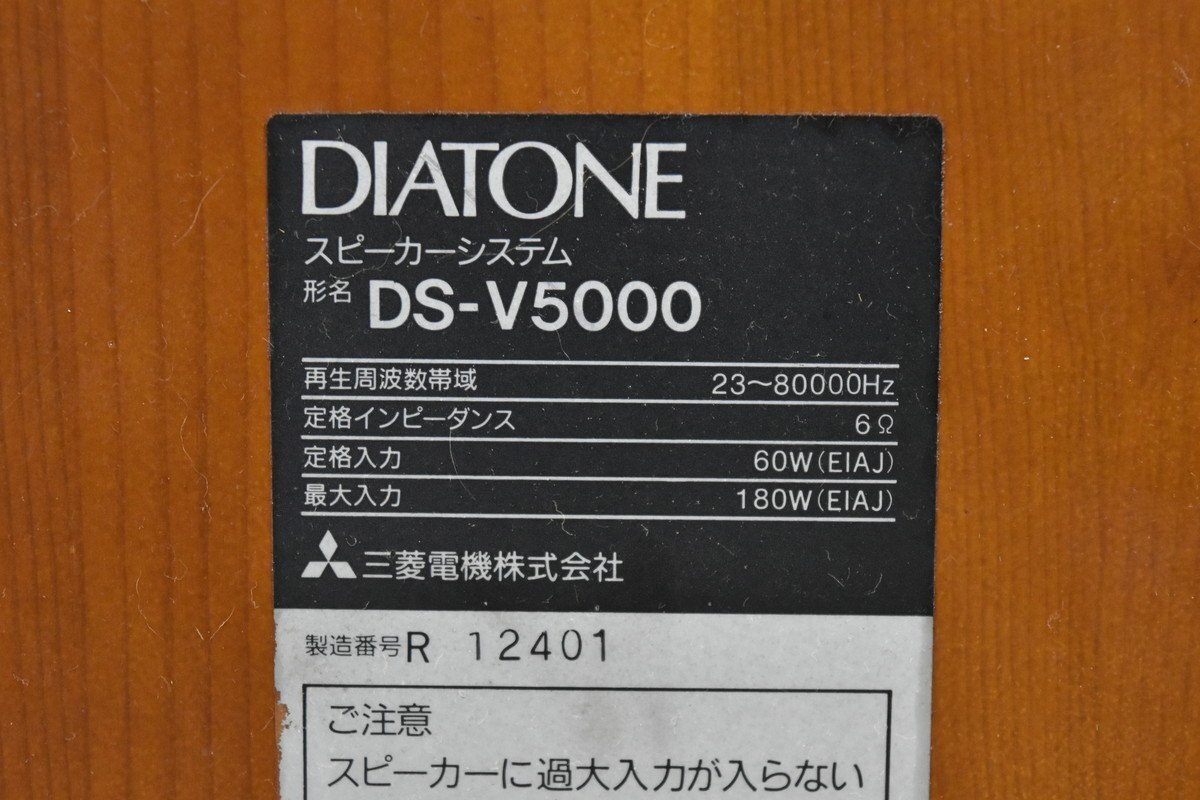 DIATONE
スピーカーシステム
形名 DS-V5000
再生周波数帯域 23～80000Hz
定格インピーダンス 6Ω
定格入力 60W(EIAJ)
最大入力 180W(EIAJ)
三菱電機株式会社
製造番号 R 12401
ご注意
スピーカーに過大入力が入らない